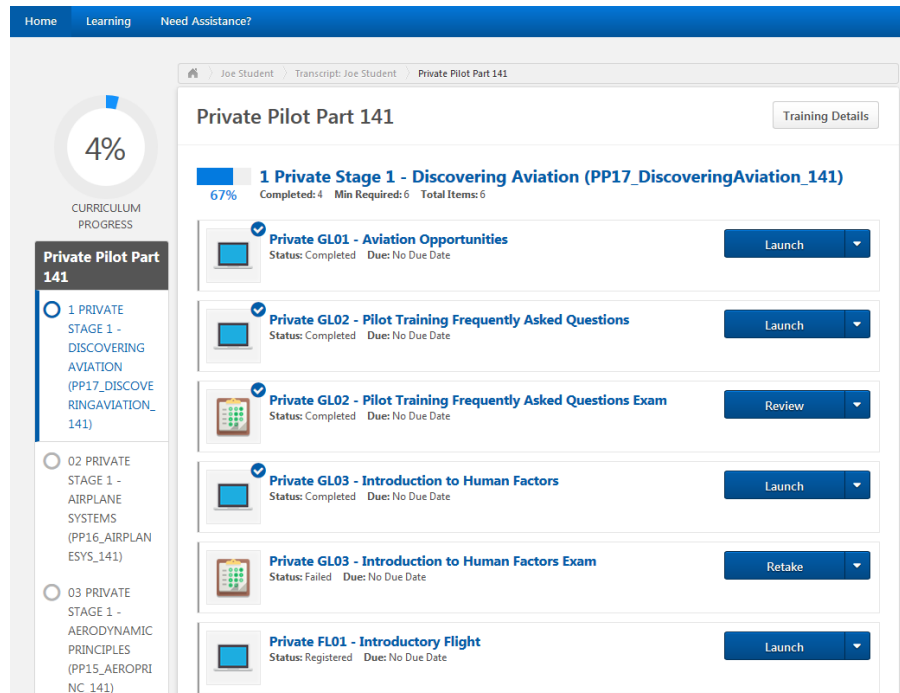 Home Learning Need Assistance?
Joe Student Transcript: Joe Student Private Pilot Part 141
4%
CURRICULUM
PROGRESS
Private Pilot Part
141
1 PRIVATE
STAGE 1 -
DISCOVERING
AVIATION
(PP17_DISCOVE
RINGAVIATION_
141)
02 PRIVATE
STAGE 1 -
AIRPLANE
SYSTEMS
(PP16_AIRPLAN
ESYS_141)
03 PRIVATE
STAGE 1 -
AERODYNAMIC
PRINCIPLES
(PP15_AEROPRI
NC_141)
Private Pilot Part 141 Training Details
67% 1 Private Stage 1 - Discovering Aviation (PP17_DiscoveringAviation_141)
Completed: 4 Min Required: 6 Total Items: 6
Private GL01 - Aviation Opportunities
Status: Completed Due: No Due Date
Launch
Private GL02 - Pilot Training Frequently Asked Questions
Status: Completed Due: No Due Date
Launch
Private GL02 - Pilot Training Frequently Asked Questions Exam
Status: Completed Due: No Due Date
Review
Private GL03 - Introduction to Human Factors
Status: Completed Due: No Due Date
Launch
Private GL03 - Introduction to Human Factors Exam
Status: Failed Due: No Due Date
Retake
Private FL01 - Introductory Flight
Status: Registered Due: No Due Date
Launch